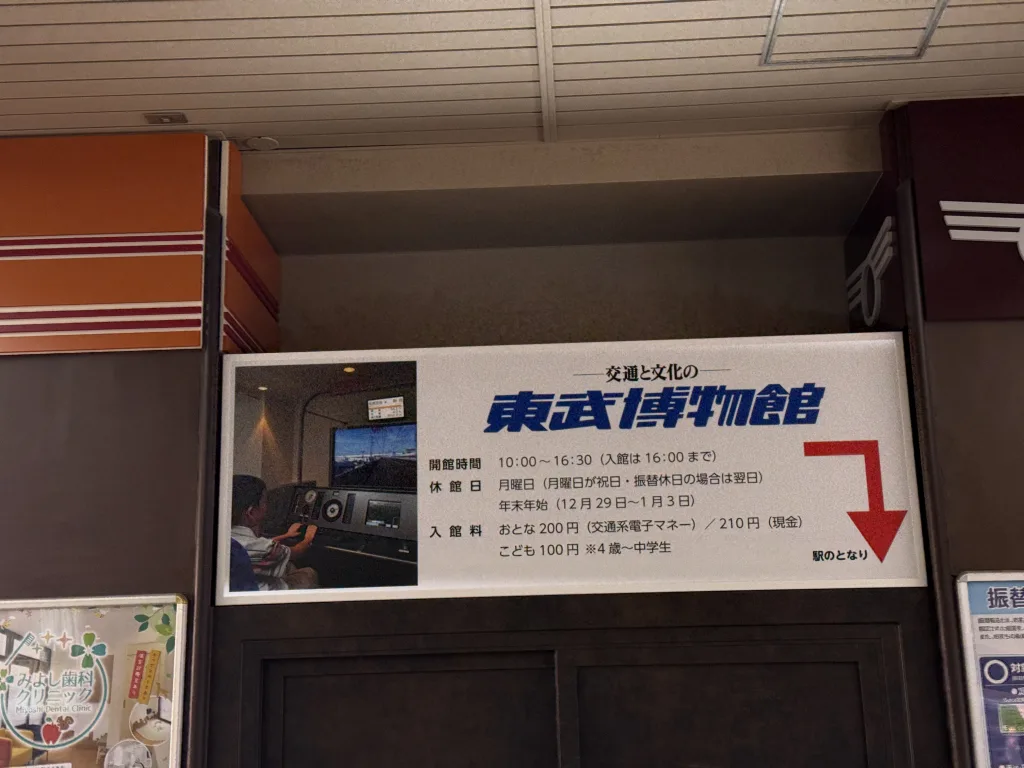 交通と文化の
東武博物館
開館時間 10:00～16:30（入館は16:00まで）
休館日 月曜日（月曜日が祝日・振替休日の場合は翌日）
年末年始（12月29日～1月3日）
入館料 おとな200円（交通系電子マネー）／210円（現金）
こども100円 ※4歳～中学生
駅のとなり
みよし歯科
クリニック
Miyoshi Dental Clinic
振替